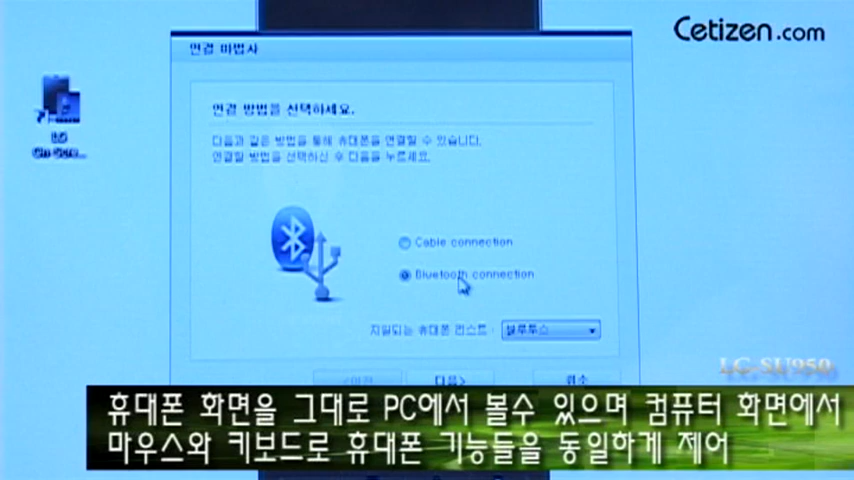 Cetizen.com
연결 마법사
LG
On-Scre...
연결 방법을 선택하세요.
다음과 같은 방법을 통해 휴대폰을 연결할 수 있습니다.
연결할 방법을 선택하신 후 다음을 누르세요.
Cable connection
Bluetooth connection
지원되는 휴대폰 리스트 : 블루투스
다음>
취소
LG-SU950
휴대폰 화면을 그대로 PC에서 볼수 있으며 컴퓨터 화면에서
마우스와 키보드로 휴대폰 기능들을 동일하게 제어